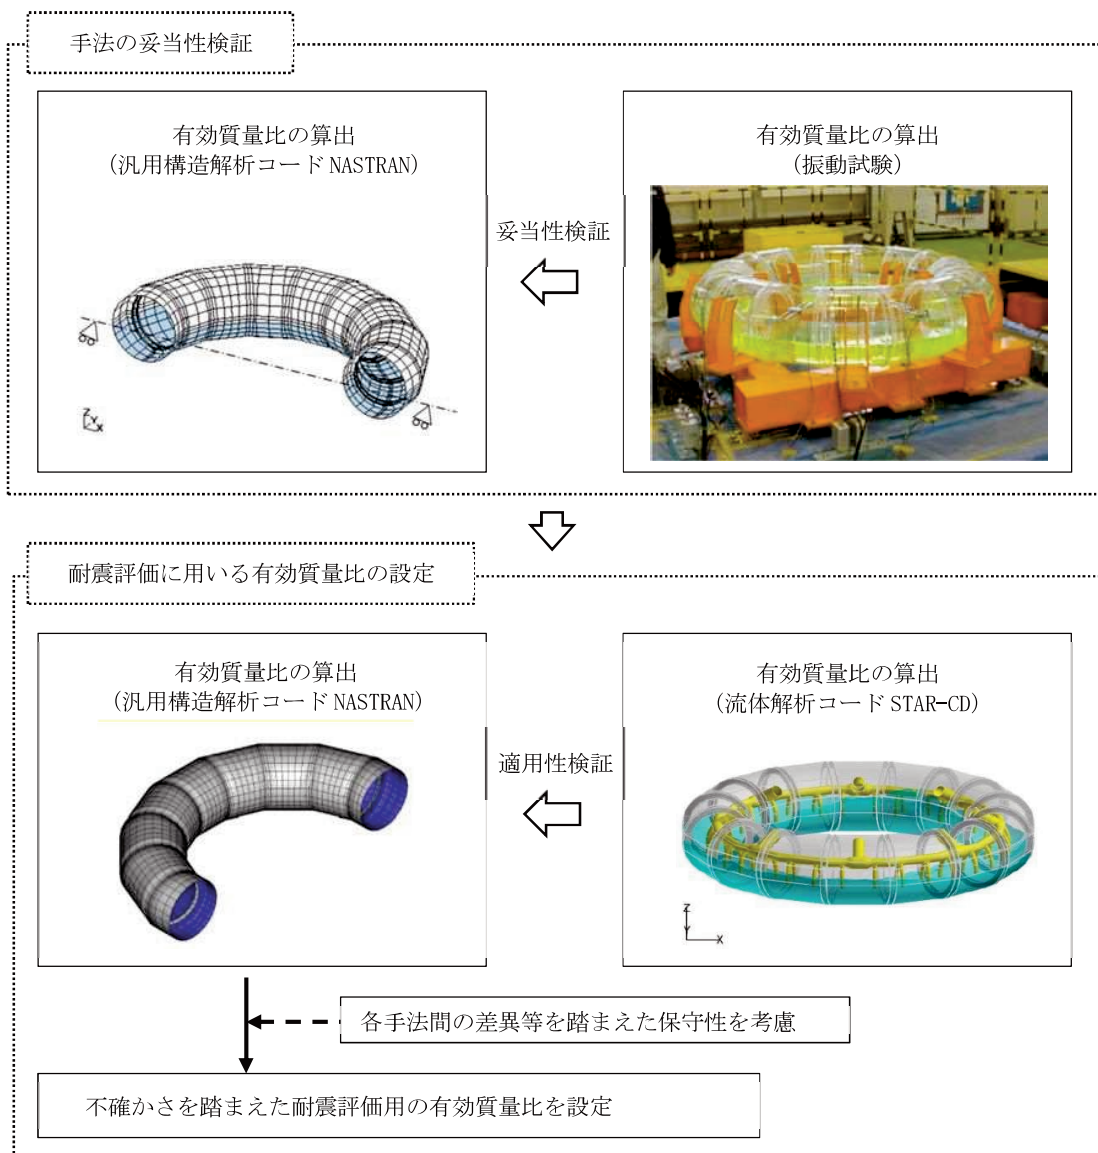 手法の妥当性検証
有効質量比の算出
(汎用構造解析コード NASTRAN)
有効質量比の算出
(振動試験)
妥当性検証
Z
Y
X
耐震評価に用いる有効質量比の設定
有効質量比の算出
(汎用構造解析コード NASTRAN)
有効質量比の算出
(流体解析コード STAR-CD)
適用性検証
Z
Y
X
各手法間の差異等を踏まえた保守性を考慮
不確かさを踏まえた耐震評価用の有効質量比を設定